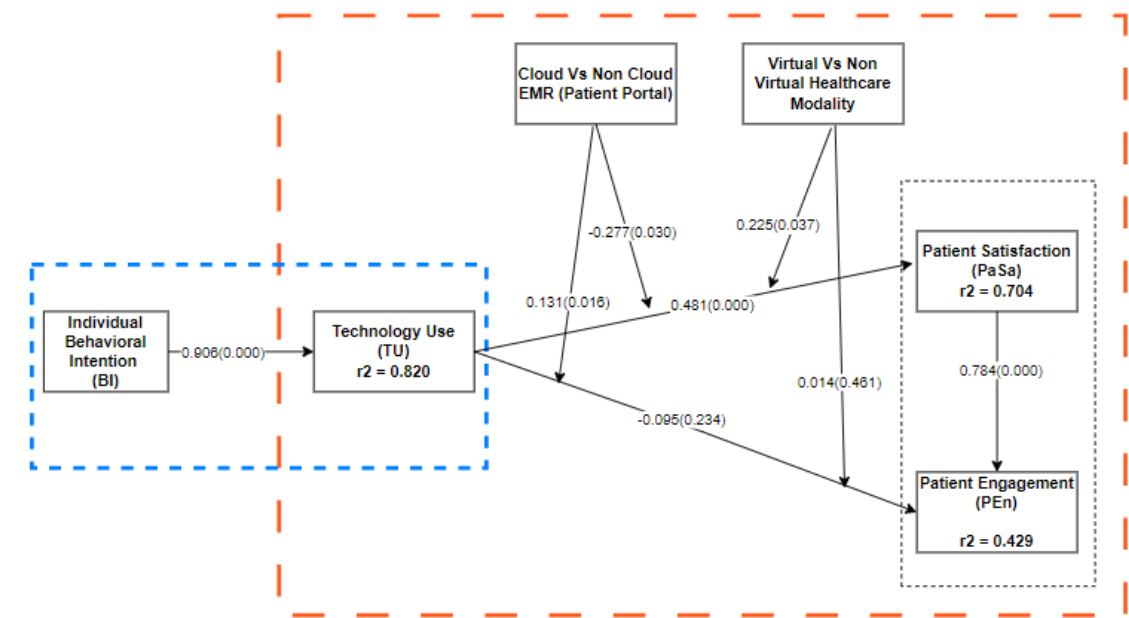 Cloud Vs Non Cloud
EMR (Patient Portal)
Virtual Vs Non
Virtual Healthcare
Modality
-0.277(0.030)
0.225(0.037)
Patient Satisfaction
(PaSa)
r2 = 0.704
0.131(0.016)
0.481(0.000)
Individual
Behavioral
Intention
(BI)
0.906(0.000)
Technology Use
(TU)
r2 = 0.820
0.014(0.461)
0.784(0.000)
-0.095(0.234)
Patient Engagement
(PEn)
r2 = 0.429